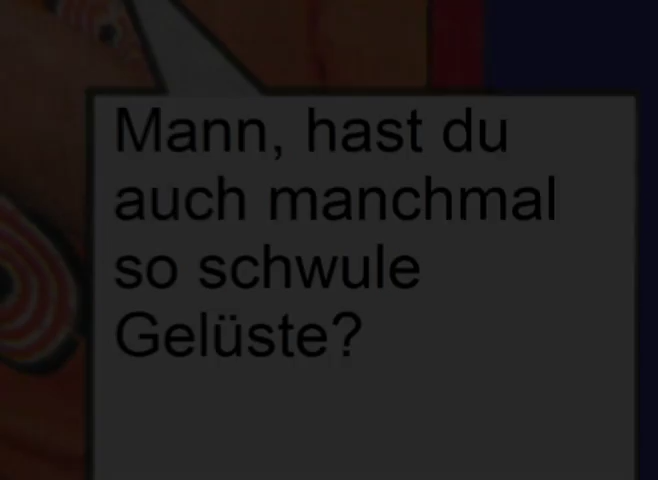 Mann, hast du
auch manchmal
so schwule
Gelüste?